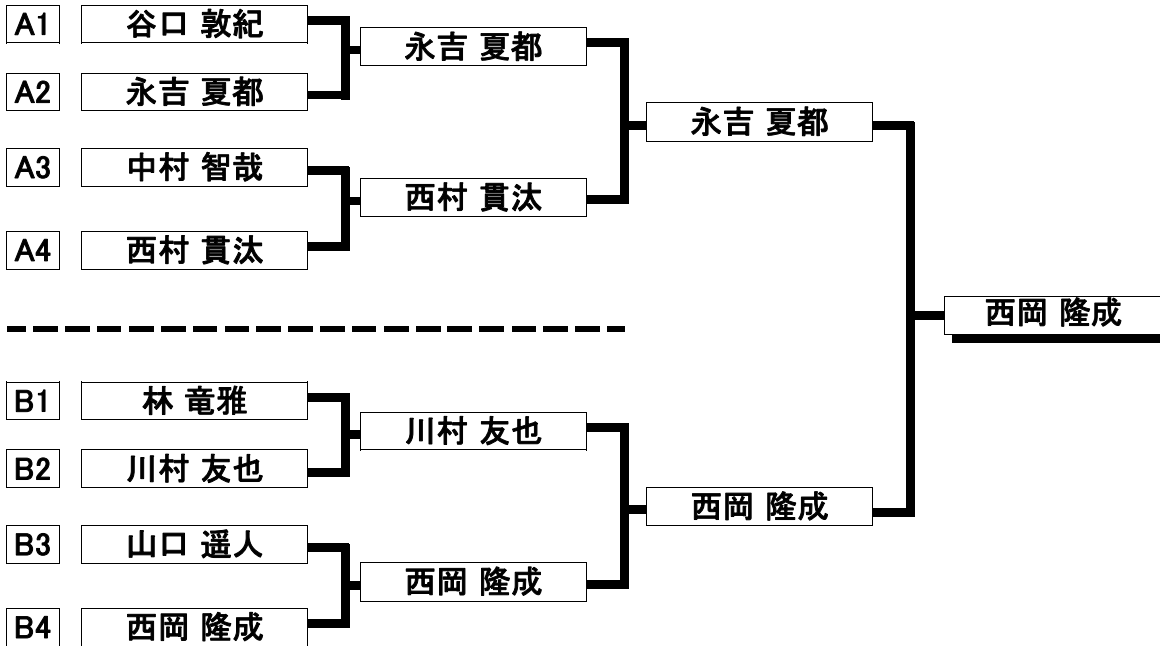 A1 谷口 敦紀
永吉 夏都
A2 永吉 夏都
永吉 夏都
A3 中村 智哉
西村 貫汰
A4 西村 貫汰
西岡 隆成
B1 林 竜雅
川村 友也
B2 川村 友也
西岡 隆成
B3 山口 遥人
西岡 隆成
B4 西岡 隆成